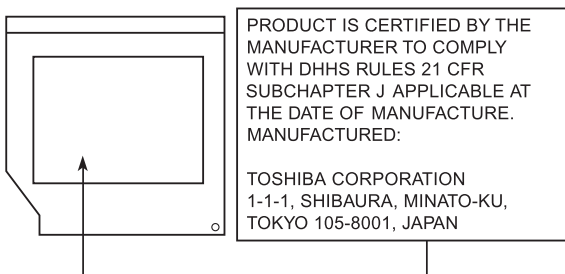 PRODUCT IS CERTIFIED BY THE
MANUFACTURER TO COMPLY
WITH DHHS RULES 21 CFR
SUBCHAPTER J APPLICABLE AT
THE DATE OF MANUFACTURE.
MANUFACTURED:
TOSHIBA CORPORATION
1-1-1, SHIBAURA, MINATO-KU,
TOKYO 105-8001, JAPAN